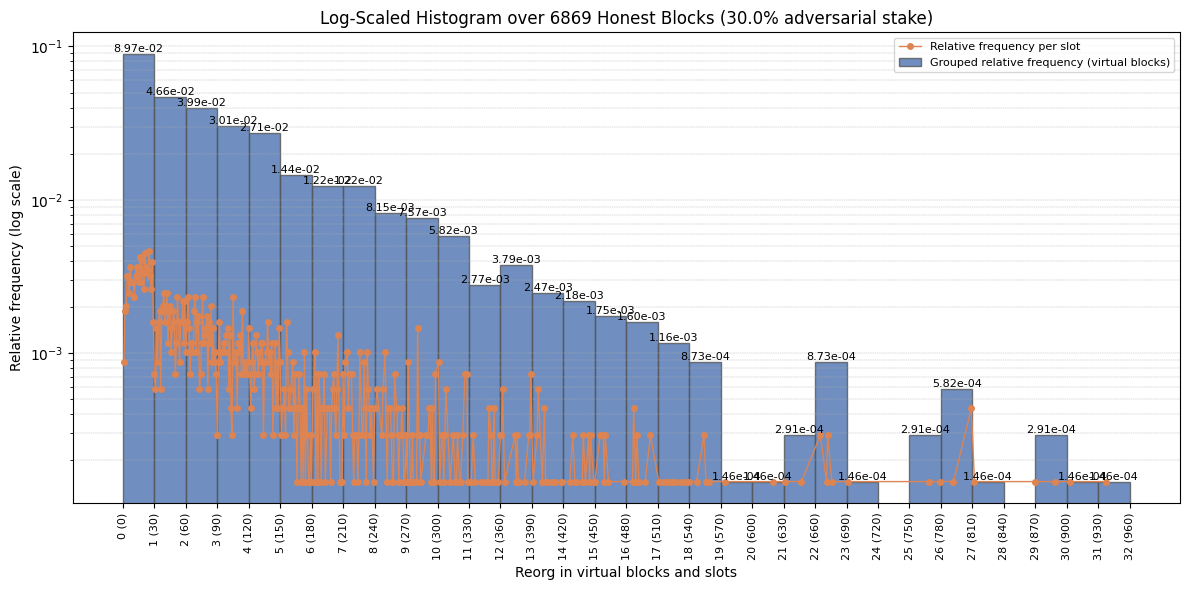 Log-Scaled Histogram over 6869 Honest Blocks (30.0% adversarial stake)
Relative frequency per slot
Grouped relative frequency (virtual blocks)
Relative frequency (log scale)
10⁻¹
10⁻²
10⁻³
8.97e-02
4.66e-02
3.99e-02
3.01e-02
2.71e-02
1.44e-02
1.22e-02
1.22e-02
8.15e-03
7.57e-03
5.82e-03
2.77e-03
3.79e-03
2.47e-03
2.18e-03
1.75e-03
1.60e-03
1.16e-03
8.73e-04
1.46e-04
1.46e-04
2.91e-04
8.73e-04
1.46e-04
2.91e-04
5.82e-04
1.46e-04
2.91e-04
1.46e-04
1.46e-04
0 (0)
1 (30)
2 (60)
3 (90)
4 (120)
5 (150)
6 (180)
7 (210)
8 (240)
9 (270)
10 (300)
11 (330)
12 (360)
13 (390)
14 (420)
15 (450)
16 (480)
17 (510)
18 (540)
19 (570)
20 (600)
21 (630)
22 (660)
23 (690)
24 (720)
25 (750)
26 (780)
27 (810)
28 (840)
29 (870)
30 (900)
31 (930)
32 (960)
Reorg in virtual blocks and slots